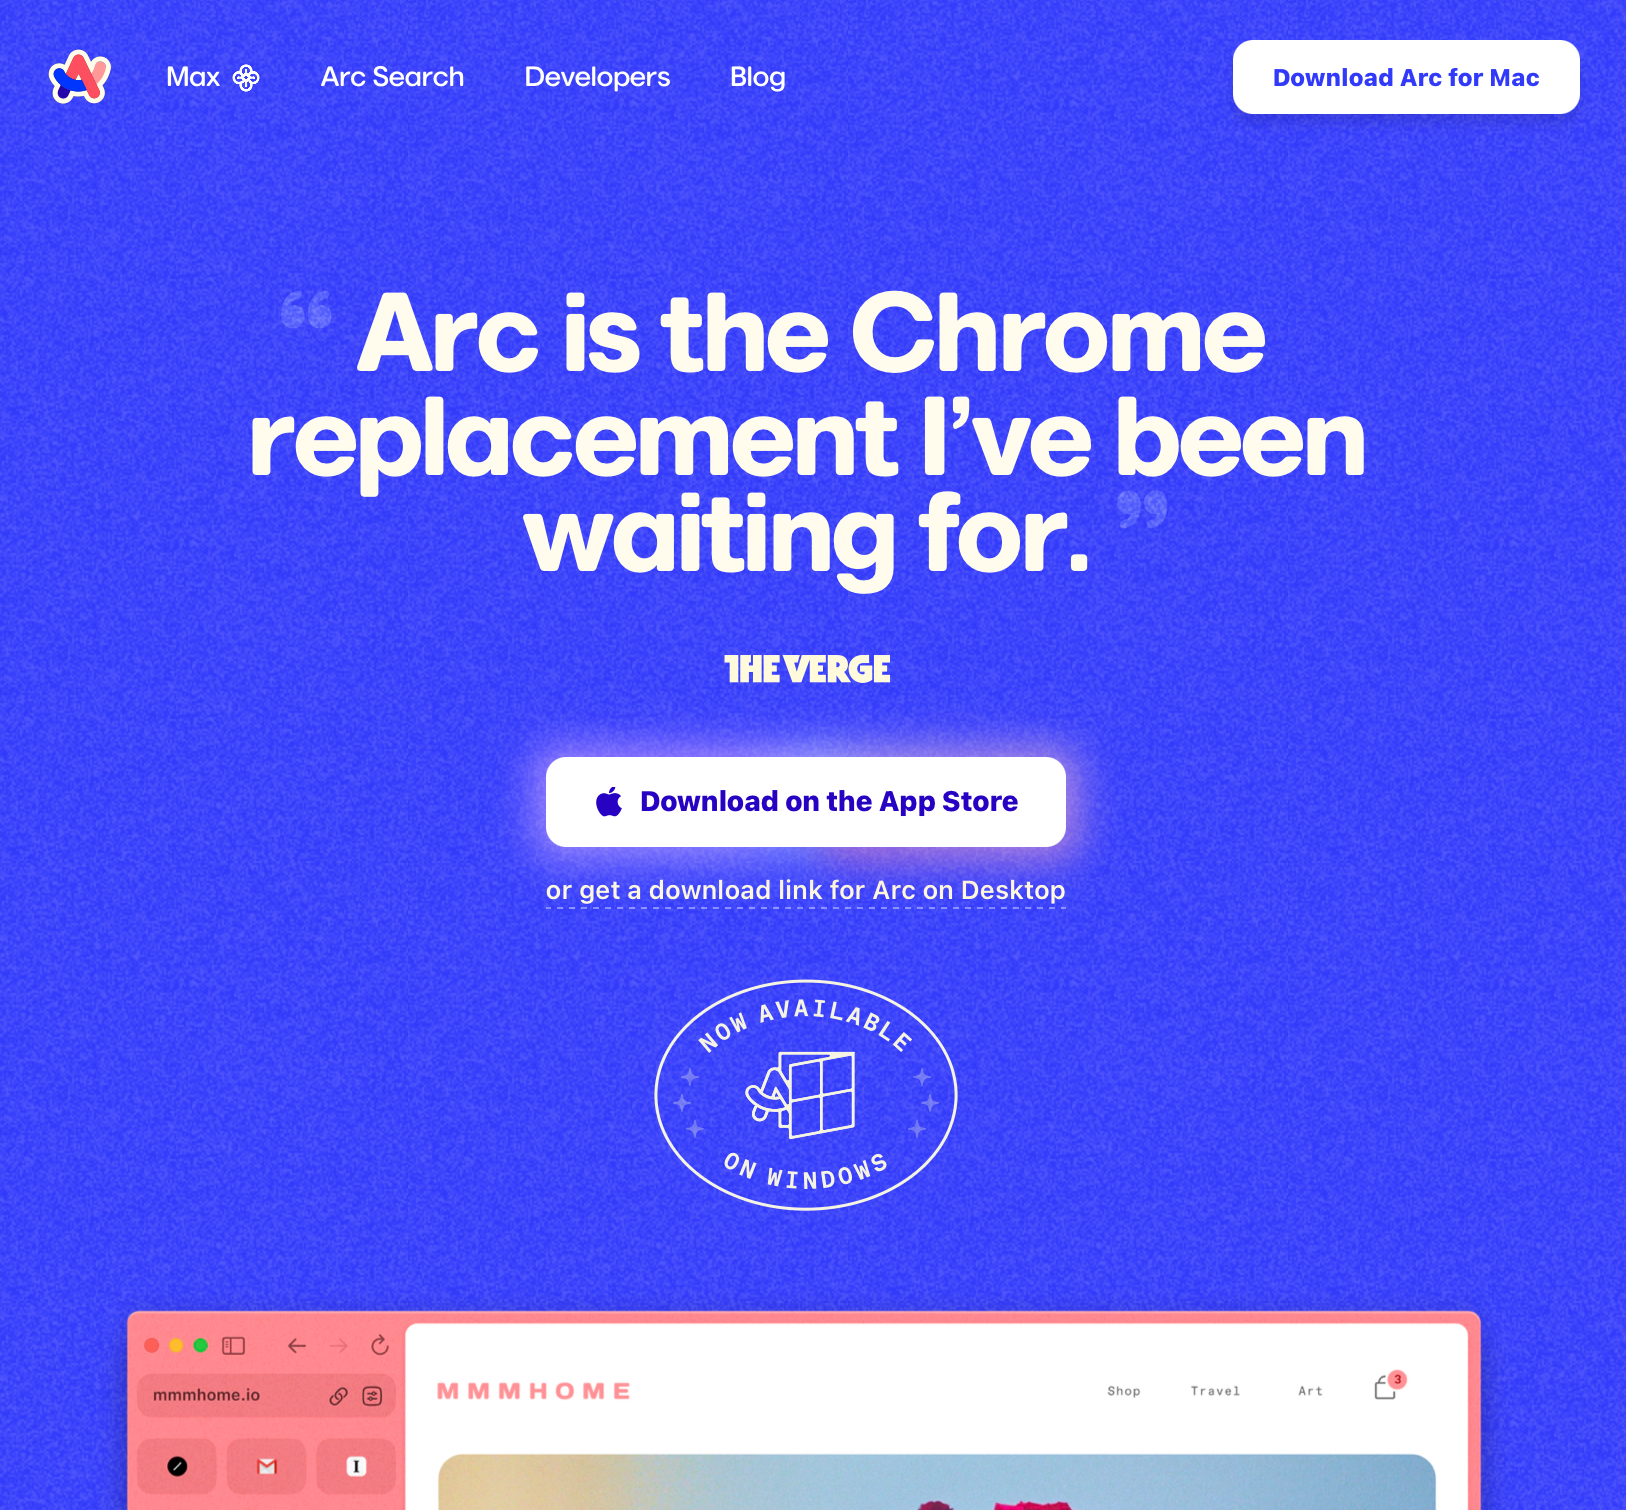 Max
Arc Search
Developers
Blog
Download Arc for Mac
“ Arc is the Chrome
replacement I’ve been
waiting for. ”
THE VERGE
Download on the App Store
or get a download link for Arc on Desktop
NOW AVAILABLE
ON WINDOWS
mmmhome.io
MMMHOME
Shop
Travel
Art
3
I